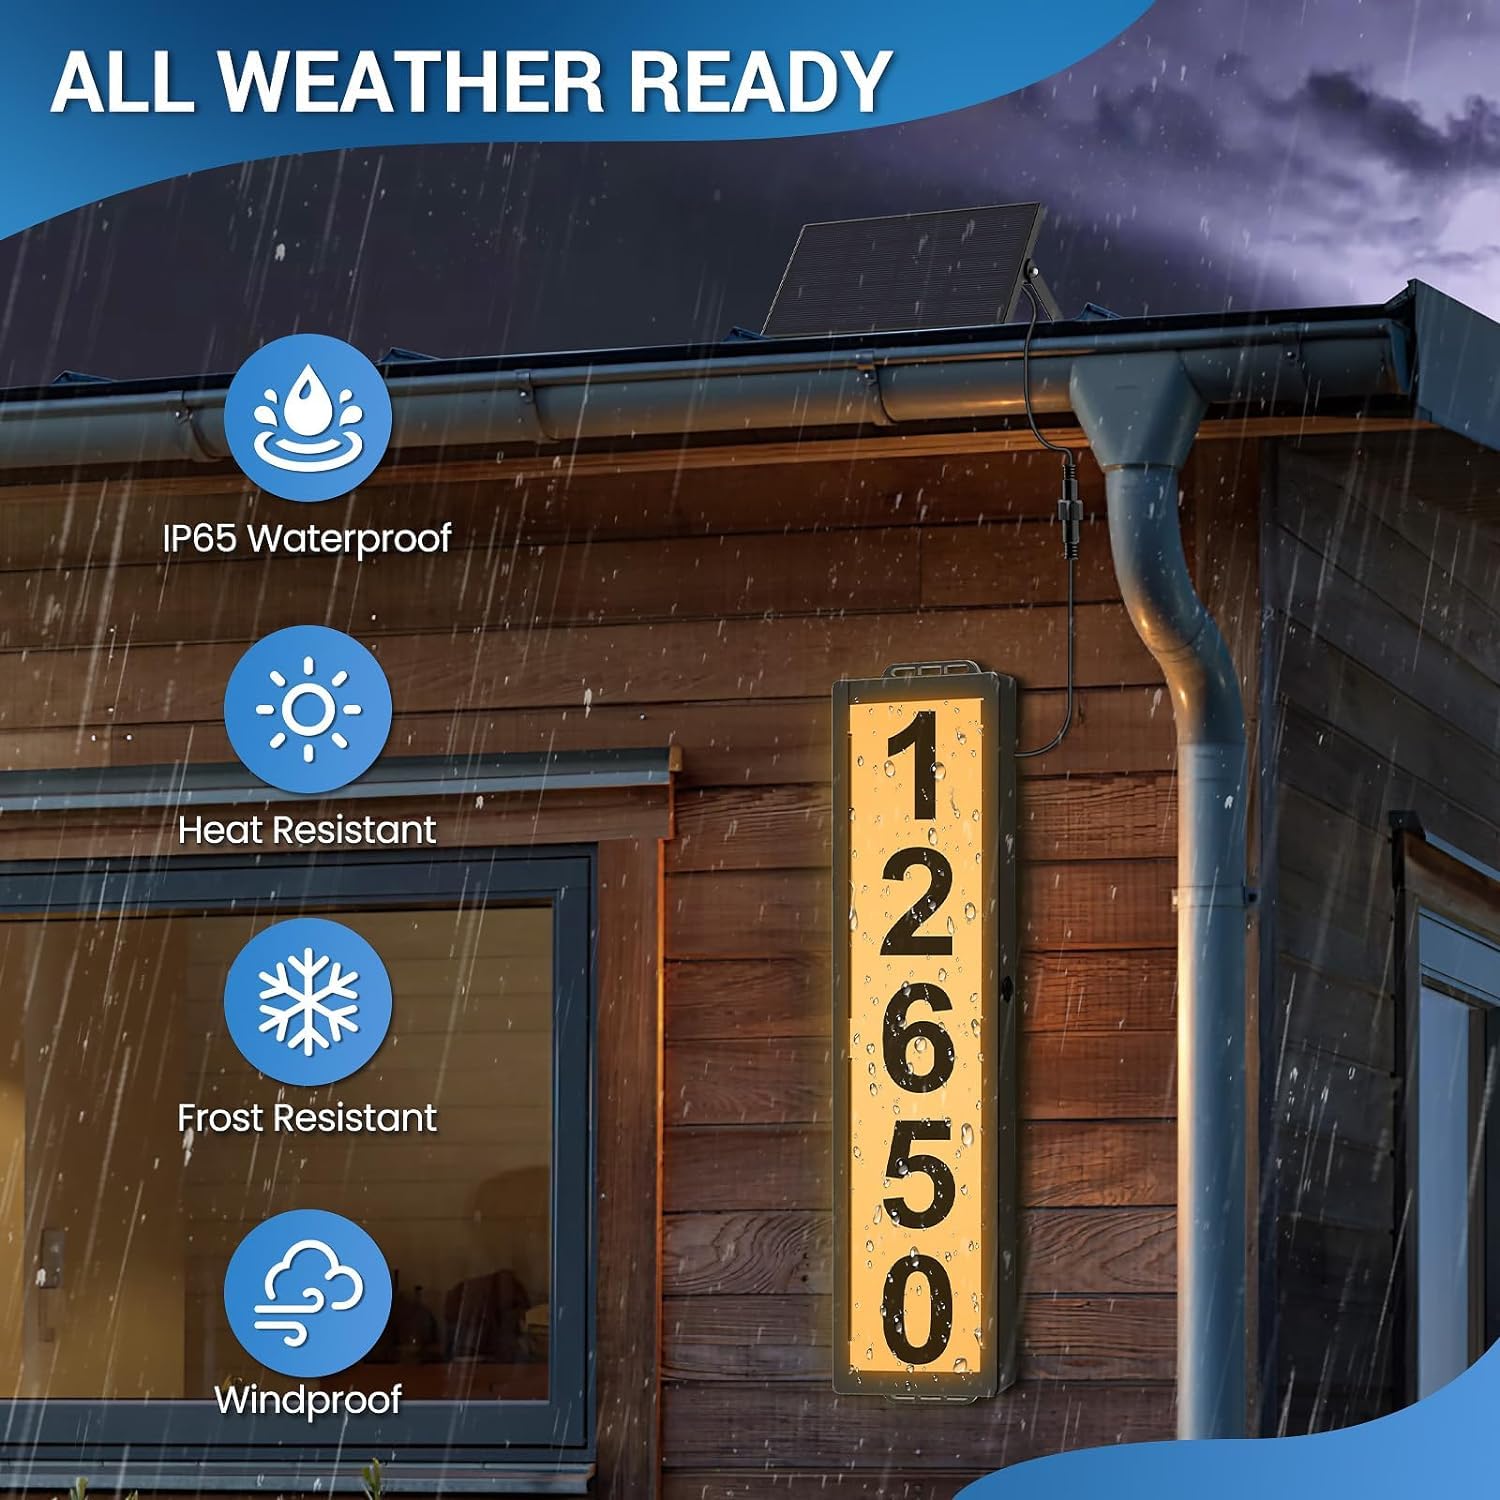 ALL WEATHER READY
IP65 Waterproof
Heat Resistant
Frost Resistant
Windproof
1
2
6
5
0